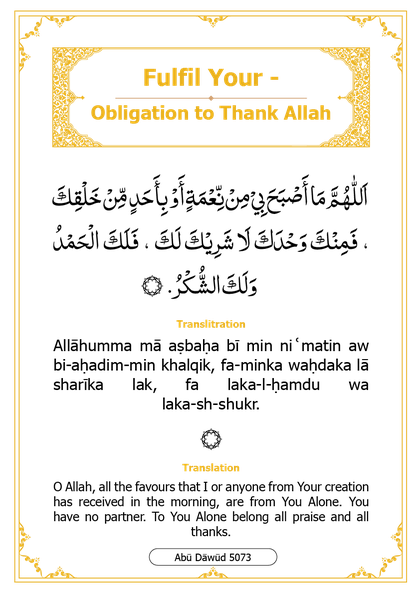 Fulfil Your -
Obligation to Thank Allah
اَللّٰهُمَّ مَا أَصْبَحَ بِيْ مِنْ نِّعْمَةٍ أَوْ بِأَحَدٍ مِّنْ خَلْقِكَ
، فَمِنْكَ وَحْدَكَ لَا شَرِيْكَ لَكَ ، فَلَكَ الْحَمْدُ
وَلَكَ الشُّكْرُ.
Translitration
Allāhumma mā aṣbaḥa bī min niʿmatin aw
bi-aḥadim-min khalqik, fa-minka waḥdaka lā
sharīka lak, fa laka-l-ḥamdu wa
laka-sh-shukr.
Translation
O Allah, all the favours that I or anyone from Your creation
has received in the morning, are from You Alone. You
have no partner. To You Alone belong all praise and all
thanks.
Abū Dāwūd 5073